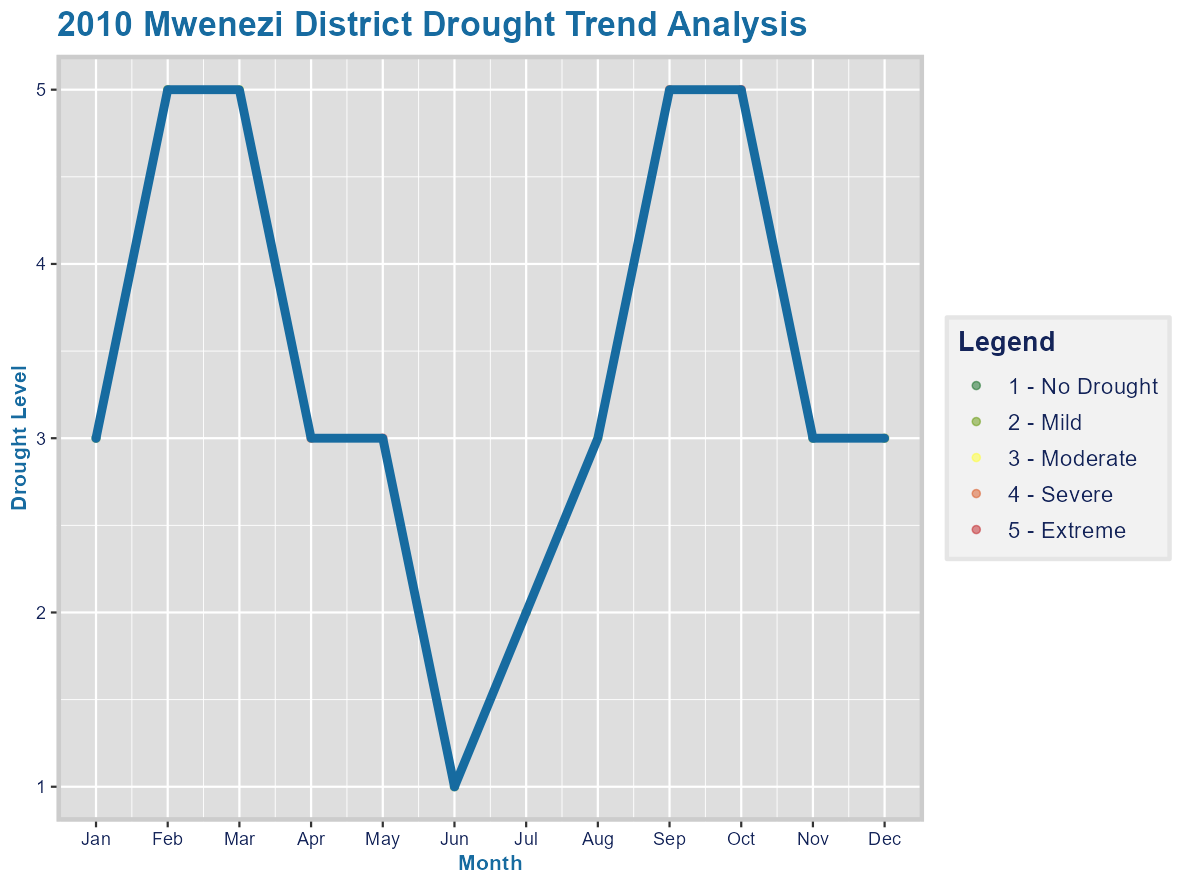 2010 Mwenezi District Drought Trend Analysis
Drought Level
5
4
3
2
1
Jan Feb Mar Apr May Jun Jul Aug Sep Oct Nov Dec
Month
Legend
1 - No Drought
2 - Mild
3 - Moderate
4 - Severe
5 - Extreme